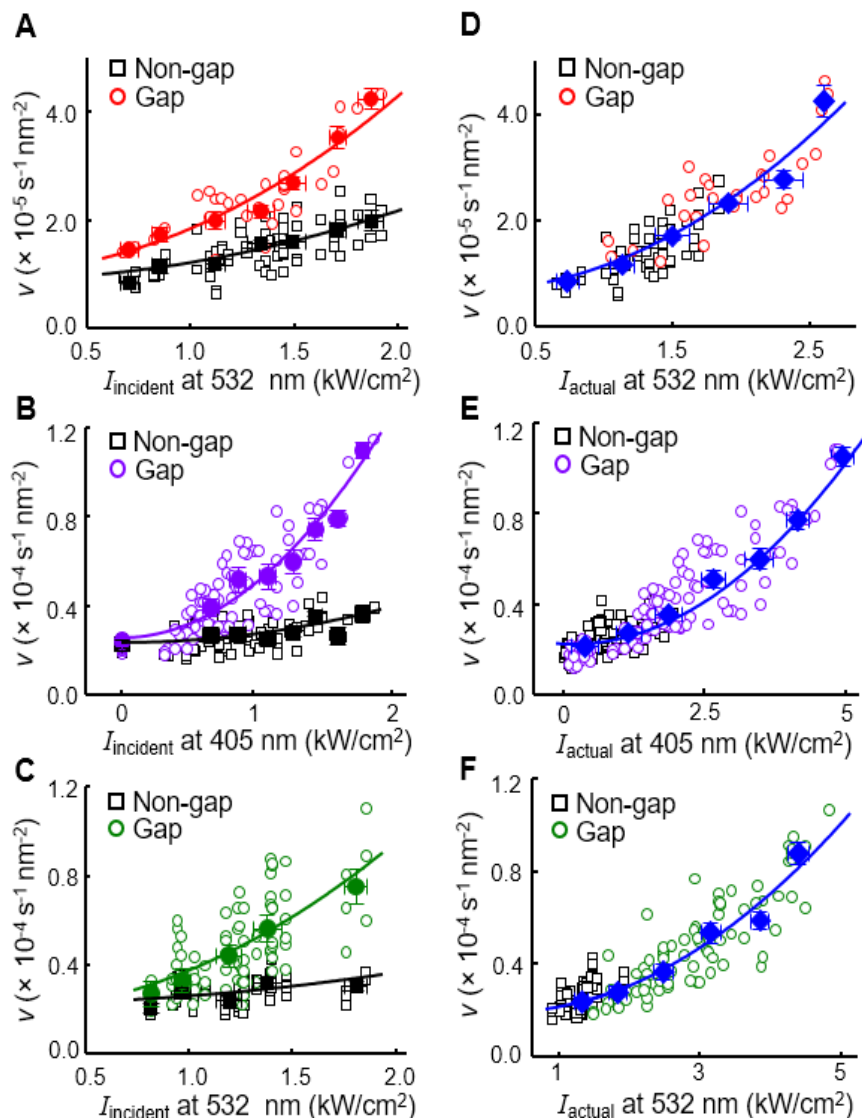 A
Non-gap
Gap
4.0
2.0
0.0
v (× 10⁻⁵ s⁻¹ nm⁻²)
0.5 1.0 1.5 2.0
I incident at 532 nm (kW/cm²)
D
Non-gap
Gap
4.0
2.0
0.0
v (× 10⁻⁵ s⁻¹ nm⁻²)
0.5 1.5 2.5
I actual at 532 nm (kW/cm²)
B
Non-gap
Gap
1.2
0.8
0.4
0.0
v (× 10⁻⁴ s⁻¹ nm⁻²)
0 1 2
I incident at 405 nm (kW/cm²)
E
Non-gap
Gap
1.2
0.8
0.4
0.0
v (× 10⁻⁴ s⁻¹ nm⁻²)
0 2.5 5
I actual at 405 nm (kW/cm²)
C
Non-gap
Gap
1.2
0.8
0.4
0.0
v (× 10⁻⁴ s⁻¹ nm⁻²)
0.5 1.0 1.5 2.0
I incident at 532 nm (kW/cm²)
F
Non-gap
Gap
1.2
0.8
0.4
0.0
v (× 10⁻⁴ s⁻¹ nm⁻²)
1 3 5
I actual at 532 nm (kW/cm²)